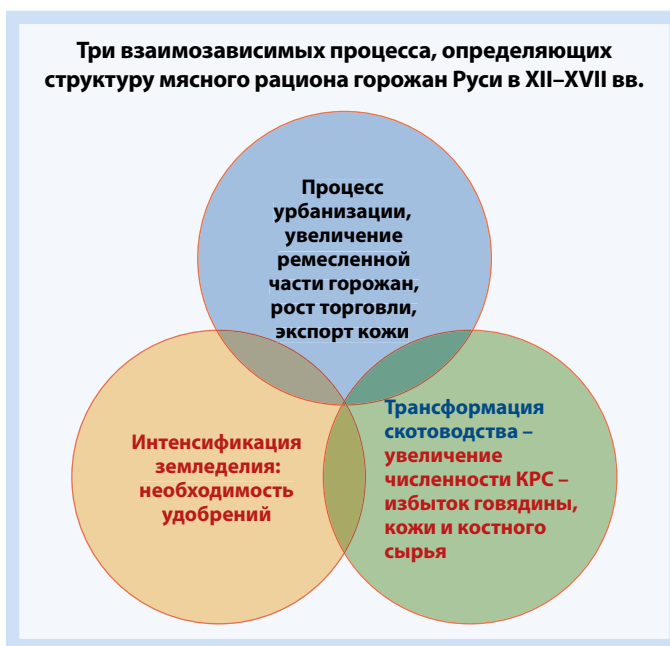 Три взаимозависимых процесса, определяющих
структуру мясного рациона горожан Руси в XII–XVII вв.
Процесс
урбанизации,
увеличение
ремесленной
части горожан,
рост торговли,
экспорт кожи
Интенсификация
земледелия:
необходимость
удобрений
Трансформация
скотоводства –
увеличение
численности КРС –
избыток говядины,
кожи и костного
сырья